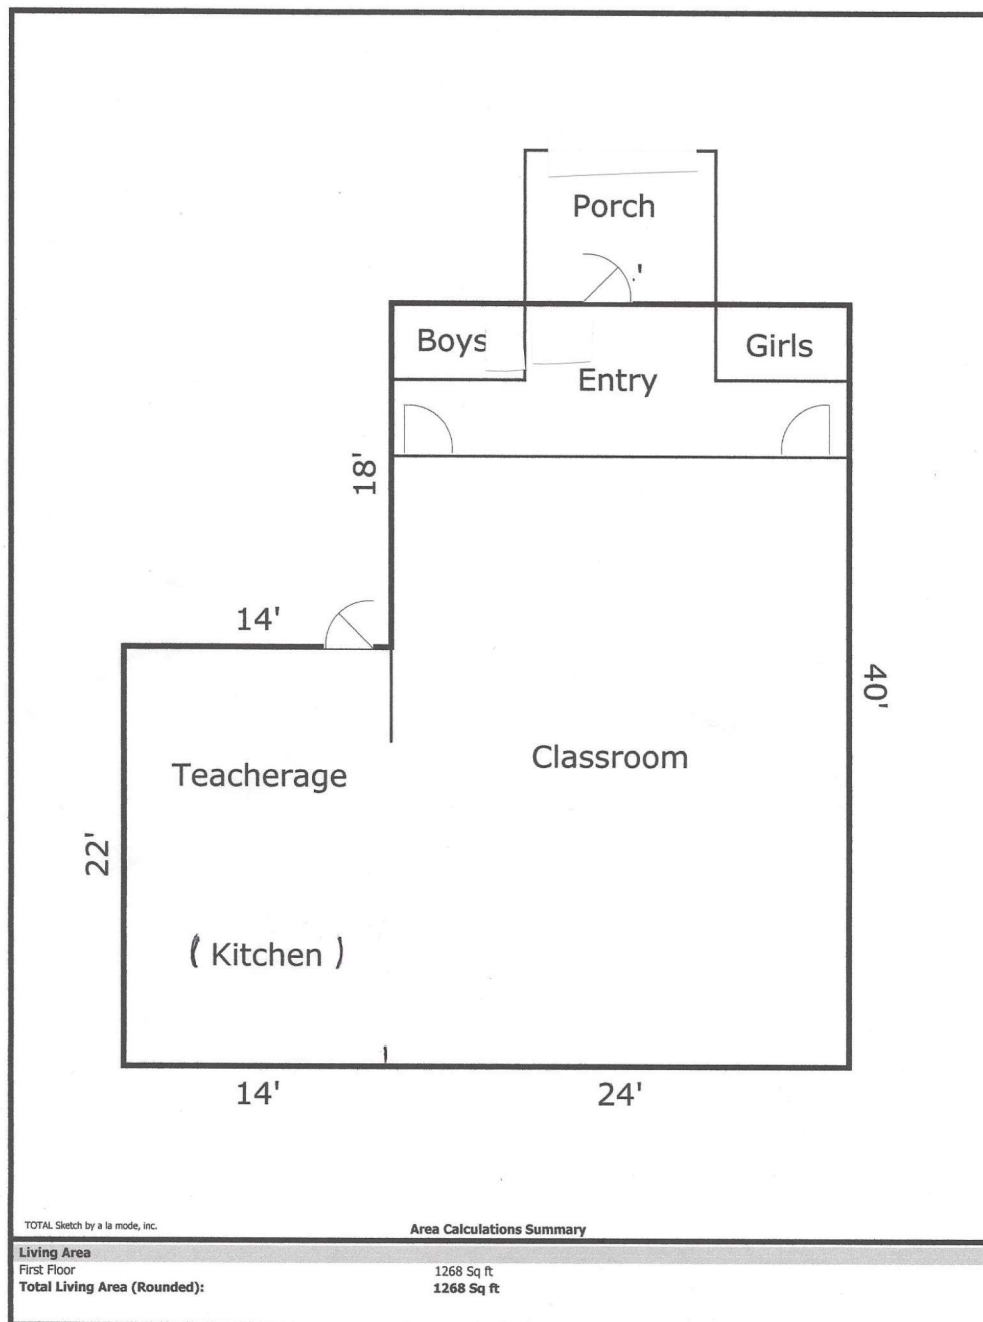 Porch
'
Boys
Girls
Entry
18'
14'
40'
Classroom
Teacherage
22'
( Kitchen )
14'
24'
TOTAL Sketch by a la mode, inc.
Area Calculations Summary
Living Area
First Floor 1268 Sq ft
Total Living Area (Rounded): 1268 Sq ft